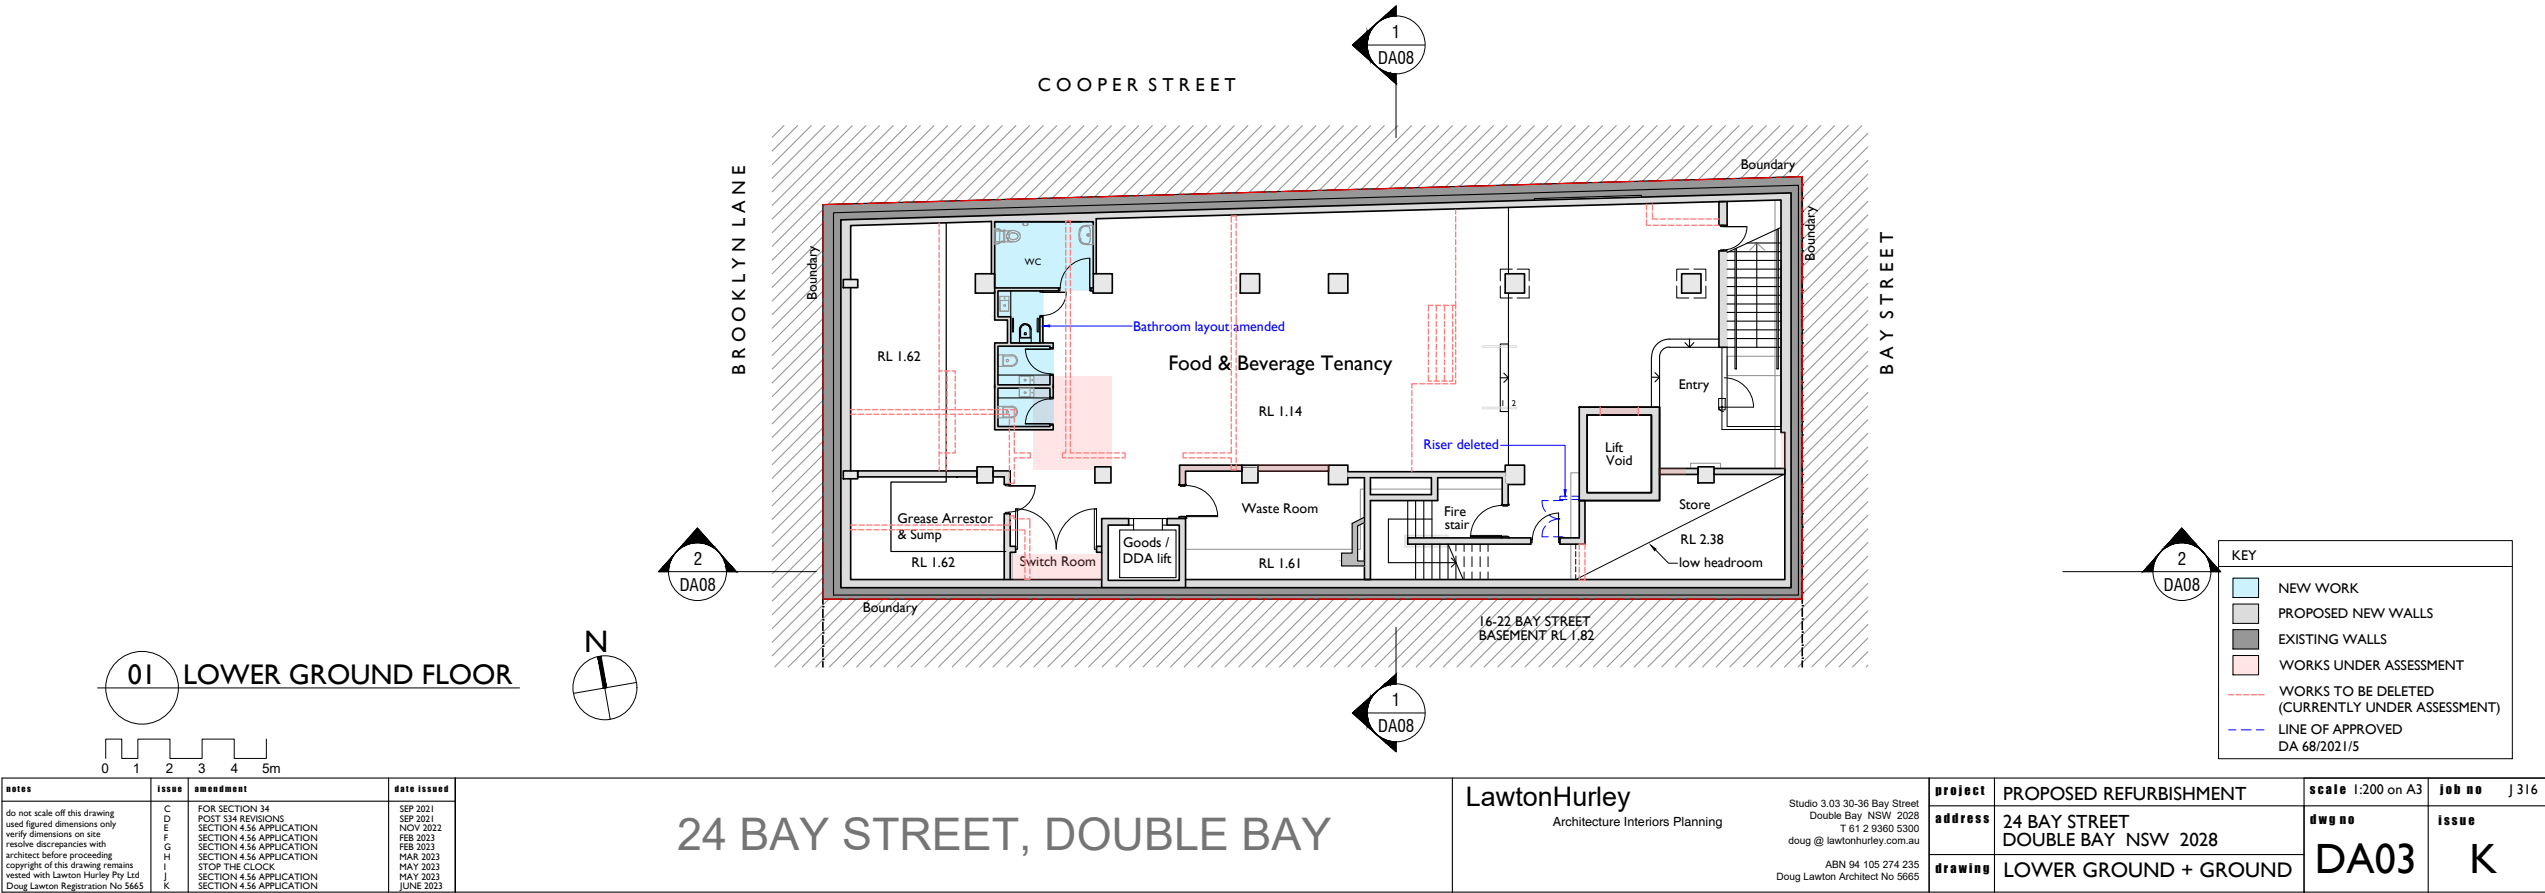 1
DA08
COOPER STREET
Boundary
BROOKLYN LANE
Boundary
Boundary
BAY STREET
WC
Bathroom layout amended
RL 1.62
Food & Beverage Tenancy
Entry
RL 1.14
1 2
Riser deleted
Lift
Void
Waste Room
Store
Grease Arrestor
& Sump
Fire
stair
Goods /
DDA lift
RL 2.38
RL 1.62
Switch Room
RL 1.61
low headroom
2
DA08
2
DA08
Boundary
16-22 BAY STREET
BASEMENT RL 1.82
KEY
NEW WORK
PROPOSED NEW WALLS
EXISTING WALLS
WORKS UNDER ASSESSMENT
WORKS TO BE DELETED
(CURRENTLY UNDER ASSESSMENT)
LINE OF APPROVED
DA 68/2021/5
N
01 LOWER GROUND FLOOR
1
DA08
0 1 2 3 4 5m
notes
do not scale off this drawing
used figured dimensions only
verify dimensions on site
resolve discrepancies with
architect before proceeding
copyright of this drawing remains
vested with Lawton Hurley Pty Ltd
Doug Lawton Registration No 5665
issue amendment date issued
C FOR SECTION 34 SEP 2021
D POST S34 REVISIONS SEP 2021
E SECTION 4.56 APPLICATION NOV 2022
F SECTION 4.56 APPLICATION FEB 2023
G SECTION 4.56 APPLICATION FEB 2023
H SECTION 4.56 APPLICATION MAR 2023
I STOP THE CLOCK MAY 2023
J SECTION 4.56 APPLICATION MAY 2023
K SECTION 4.56 APPLICATION JUNE 2023
24 BAY STREET, DOUBLE BAY
LawtonHurley
Architecture Interiors Planning
Studio 3.03 30-36 Bay Street
Double Bay NSW 2028
T 61 2 9360 5300
doug @ lawtonhurley.com.au
ABN 94 105 274 235
Doug Lawton Architect No 5665
project PROPOSED REFURBISHMENT
address 24 BAY STREET
DOUBLE BAY NSW 2028
drawing LOWER GROUND + GROUND
scale 1:200 on A3
job no J 316
dwg no
DA03
issue
K